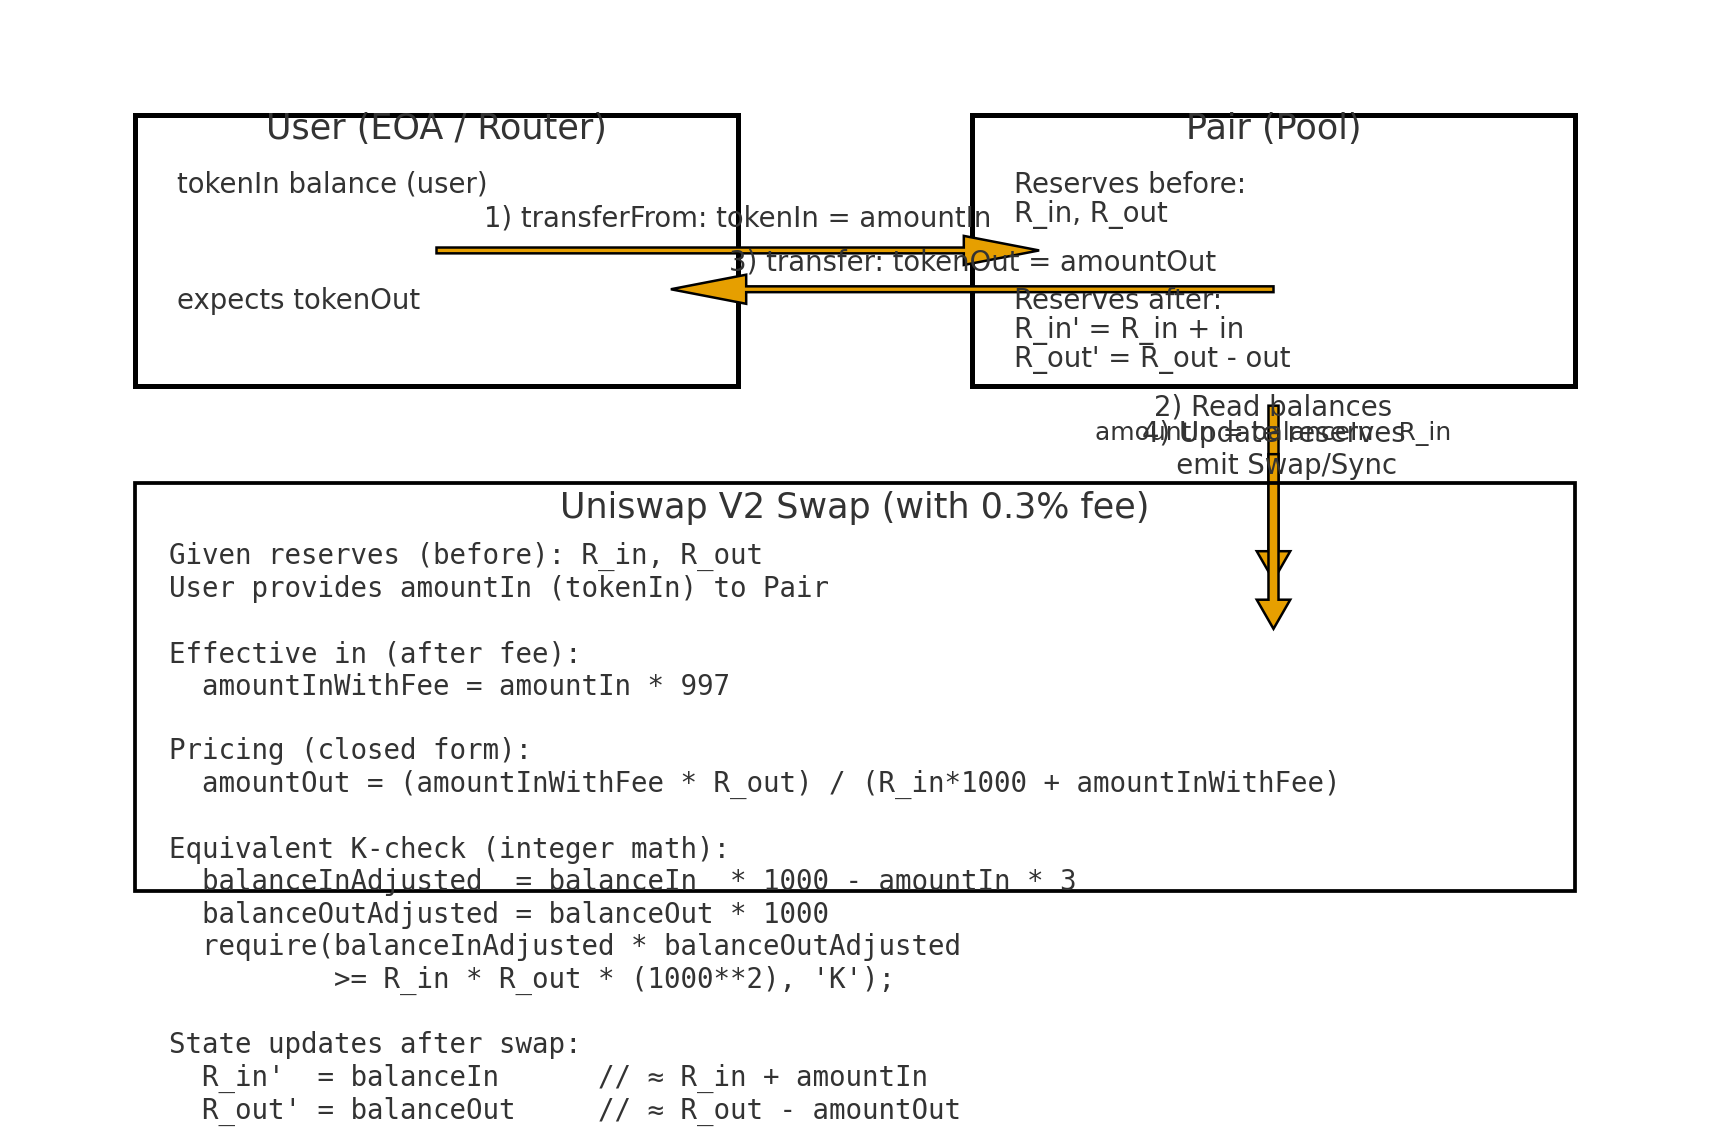 User (EOA / Router)
tokenIn balance (user)
expects tokenOut
1) transferFrom: tokenIn = amountIn
3) transfer: tokenOut = amountOut
Pair (Pool)
Reserves before:
R_in, R_out
Reserves after:
R_in' = R_in + in
R_out' = R_out - out
2) Read balances
amountIn = balanceIn R_in
4) Update reserves
emit Swap/Sync
Uniswap V2 Swap (with 0.3% fee)
Given reserves (before): R_in, R_out
User provides amountIn (tokenIn) to Pair
Effective in (after fee):
amountInWithFee = amountIn * 997
Pricing (closed form):
amountOut = (amountInWithFee * R_out) / (R_in*1000 + amountInWithFee)
Equivalent K-check (integer math):
balanceInAdjusted  = balanceIn  * 1000 - amountIn * 3
balanceOutAdjusted = balanceOut * 1000
require(balanceInAdjusted * balanceOutAdjusted
>= R_in * R_out * (1000**2), 'K');
State updates after swap:
R_in'  = balanceIn      // ≈ R_in + amountIn
R_out' = balanceOut     // ≈ R_out - amountOut